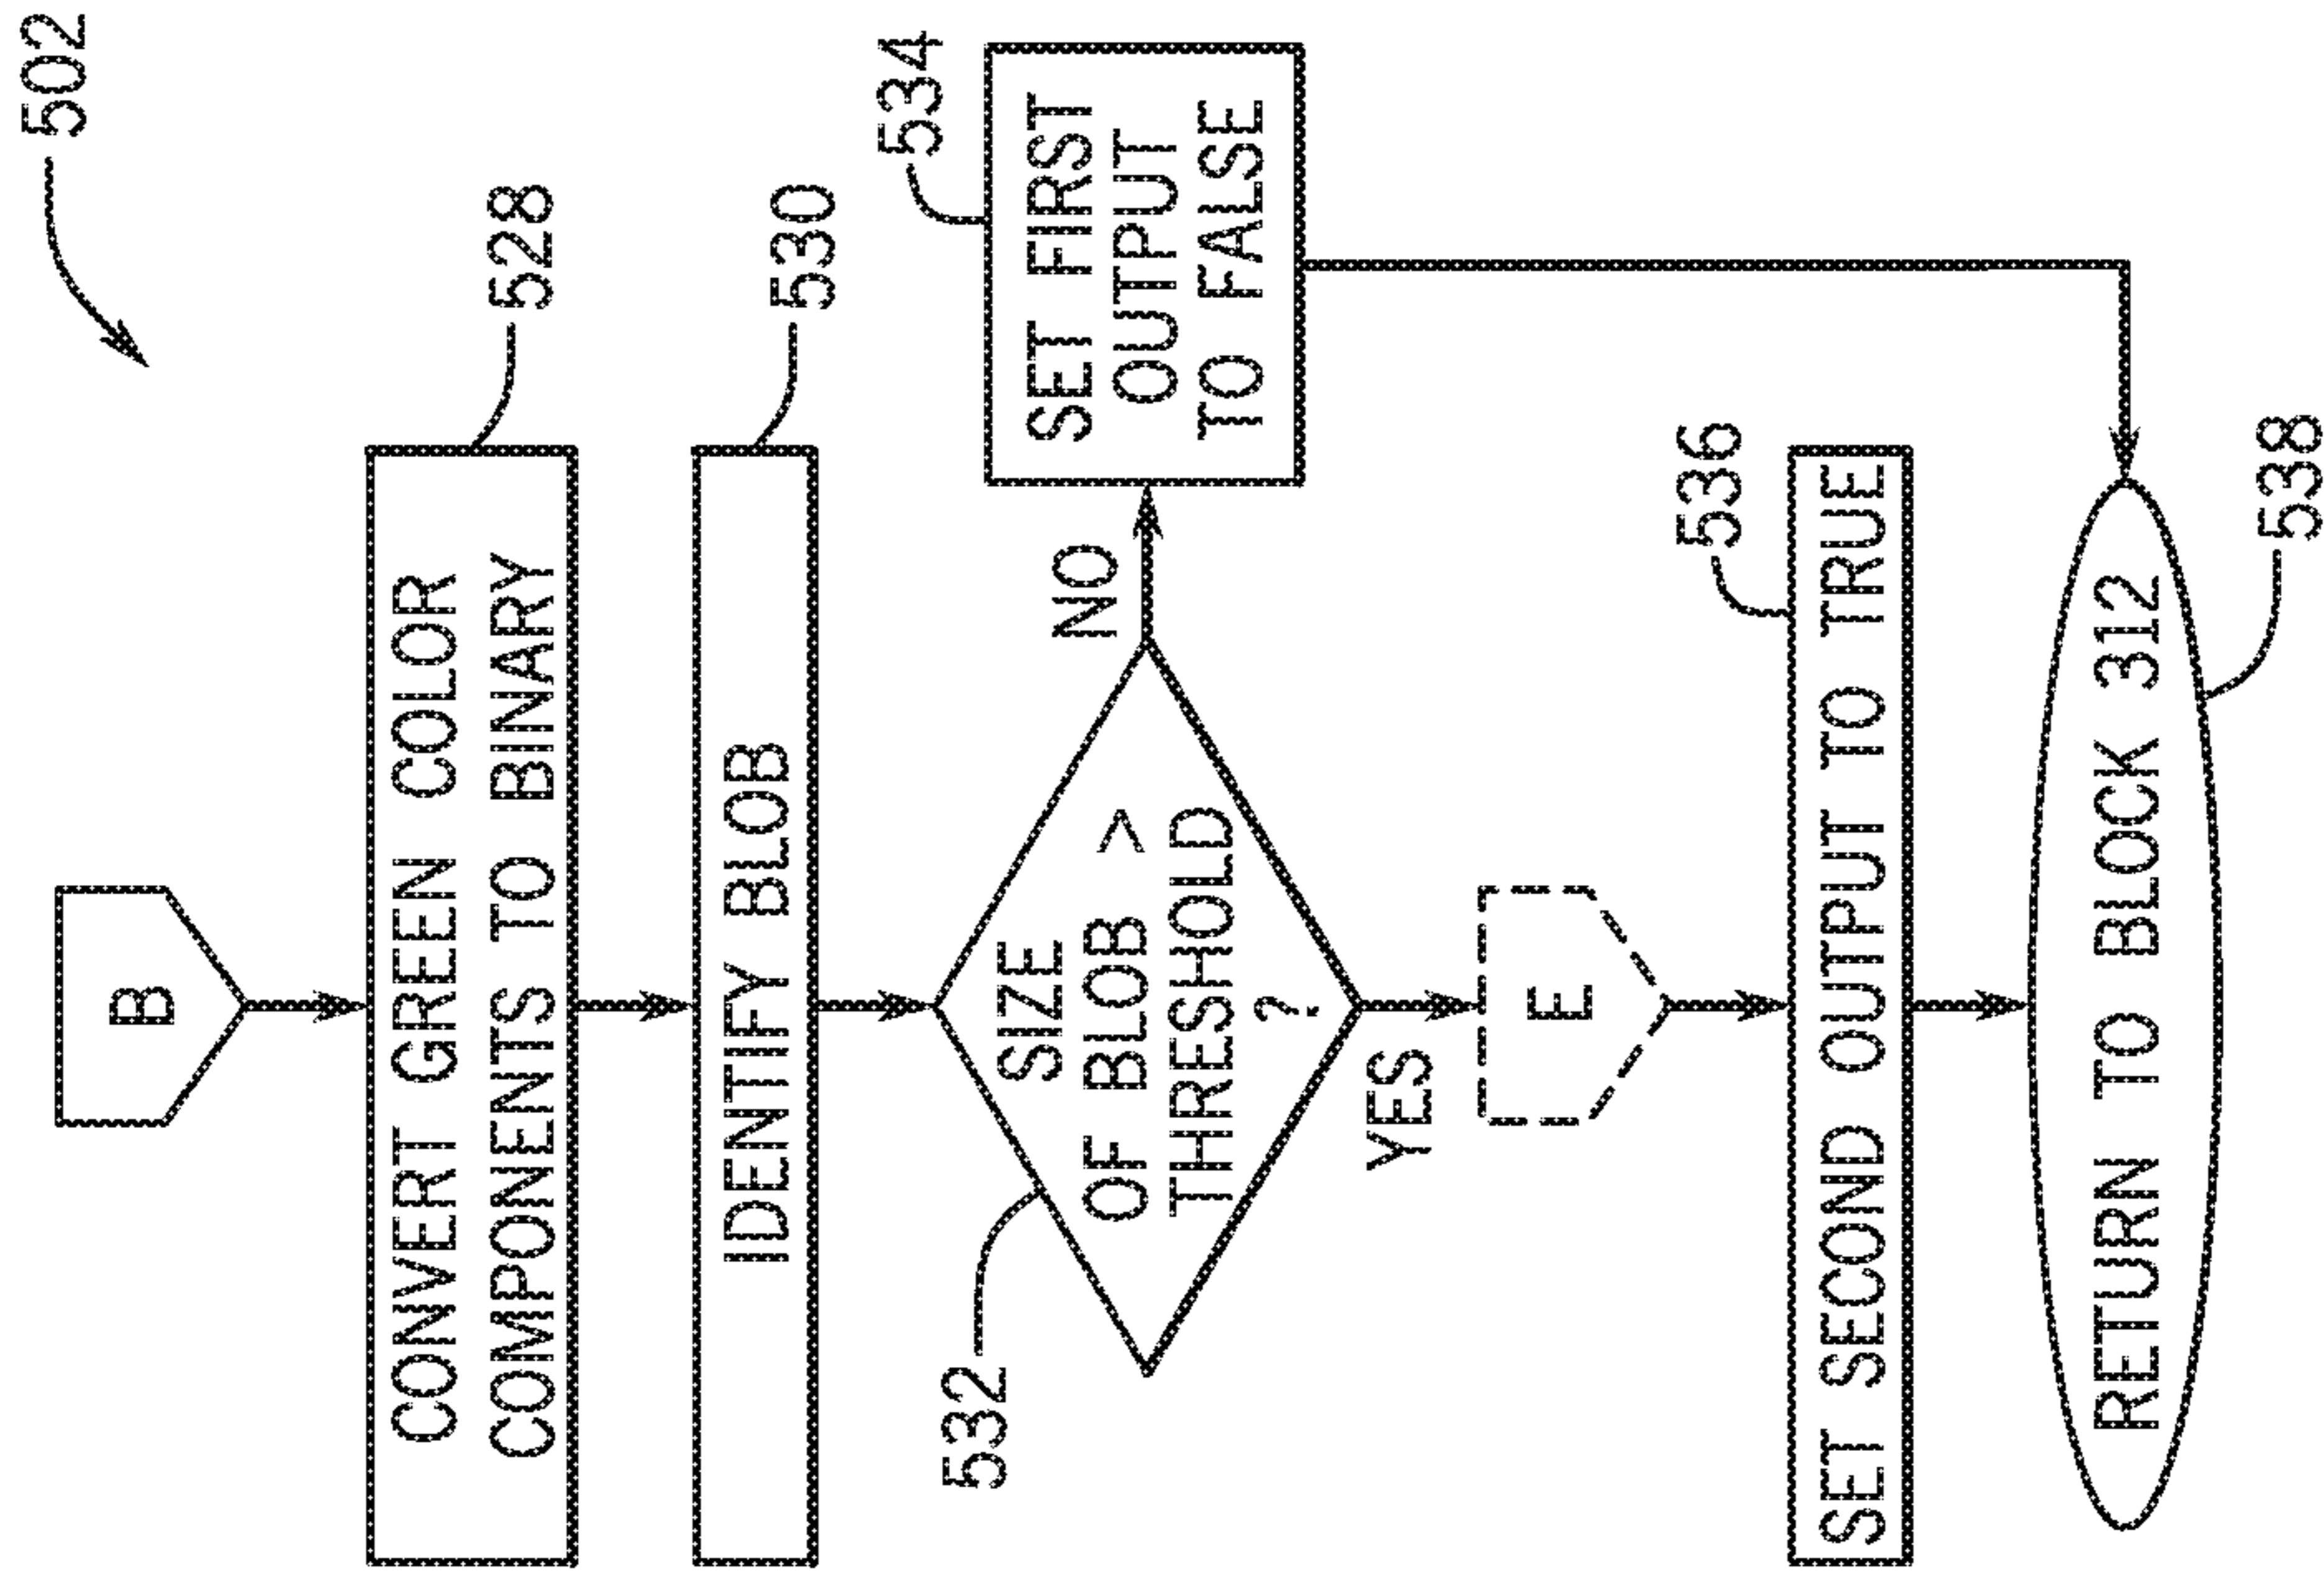 502
B
CONVERT GREEN COLOR
COMPONENTS TO BINARY
528
IDENTIFY BLOB
530
SIZE
OF BLOB >
THRESHOLD
?
532
NO
SET FIRST
OUTPUT
TO FALSE
534
YES
E
SET SECOND OUTPUT TO TRUE
536
RETURN TO BLOCK 312
538